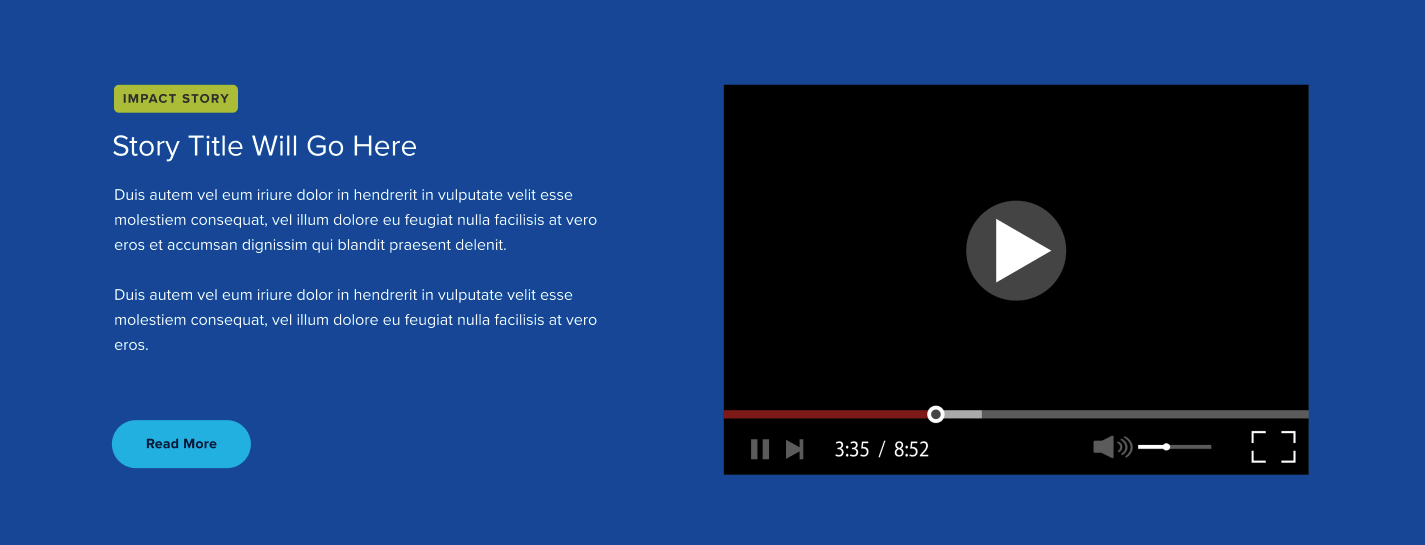 IMPACT STORY
Story Title Will Go Here
Duis autem vel eum iriure dolor in hendrerit in vulputate velit esse
molestiem consequat, vel illum dolore eu feugiat nulla facilisis at vero
eros et accumsan dignissim qui blandit praesent delenit.
Duis autem vel eum iriure dolor in hendrerit in vulputate velit esse
molestiem consequat, vel illum dolore eu feugiat nulla facilisis at vero
eros.
Read More
3:35 / 8:52